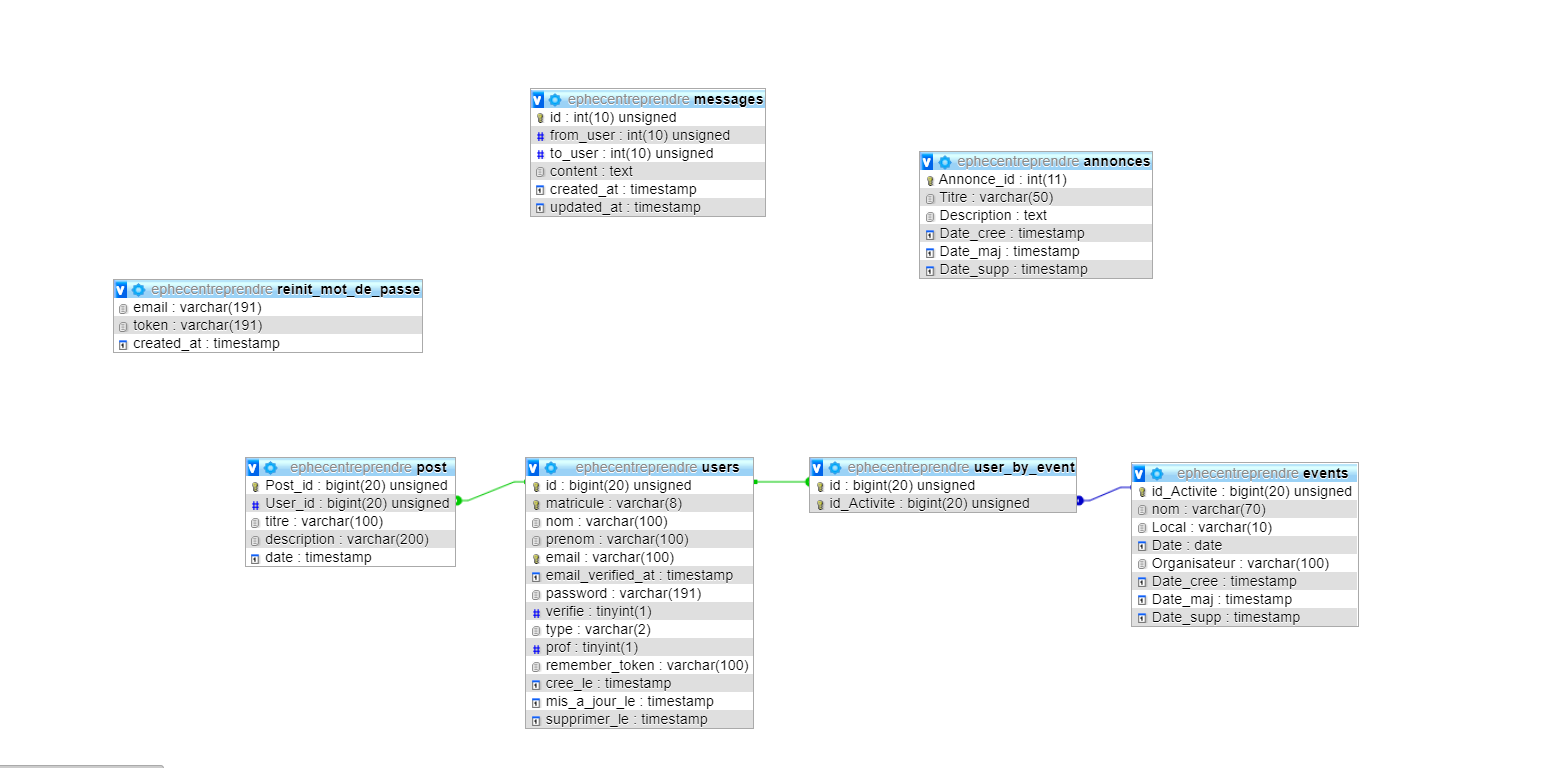 ephecentreprendre messages
id : int(10) unsigned
from_user : int(10) unsigned
to_user : int(10) unsigned
content : text
created_at : timestamp
updated_at : timestamp
ephecentreprendre annonces
Annonce_id : int(11)
Titre : varchar(50)
Description : text
Date_cree : timestamp
Date_maj : timestamp
Date_supp : timestamp
ephecentreprendre reinit_mot_de_passe
email : varchar(191)
token : varchar(191)
created_at : timestamp
ephecentreprendre post
Post_id : bigint(20) unsigned
User_id : bigint(20) unsigned
titre : varchar(100)
description : varchar(200)
date : timestamp
ephecentreprendre users
id : bigint(20) unsigned
matricule : varchar(8)
nom : varchar(100)
prenom : varchar(100)
email : varchar(100)
email_verified_at : timestamp
password : varchar(191)
verifie : tinyint(1)
type : varchar(2)
prof : tinyint(1)
remember_token : varchar(100)
cree_le : timestamp
mis_a_jour_le : timestamp
supprimer_le : timestamp
ephecentreprendre user_by_event
id : bigint(20) unsigned
id_Activite : bigint(20) unsigned
ephecentreprendre events
id_Activite : bigint(20) unsigned
nom : varchar(70)
Local : varchar(10)
Date : date
Organisateur : varchar(100)
Date_cree : timestamp
Date_maj : timestamp
Date_supp : timestamp